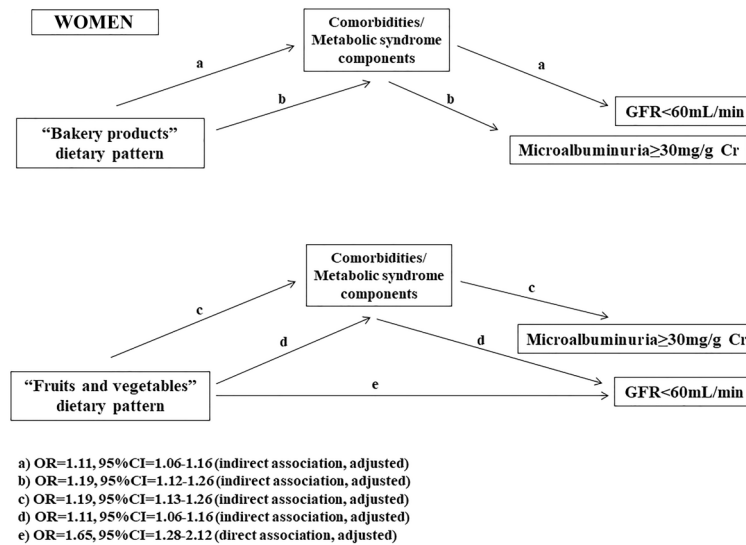 WOMEN
Comorbidities/
Metabolic syndrome
components
a
a
b
b
GFR<60mL/min
“Bakery products”
dietary pattern
Microalbuminuria≥30mg/g Cr
Comorbidities/
Metabolic syndrome
components
c
c
d
d
Microalbuminuria≥30mg/g Cr
“Fruits and vegetables”
dietary pattern
e
GFR<60mL/min
a) OR=1.11, 95%CI=1.06-1.16 (indirect association, adjusted)
b) OR=1.19, 95%CI=1.12-1.26 (indirect association, adjusted)
c) OR=1.19, 95%CI=1.13-1.26 (indirect association, adjusted)
d) OR=1.11, 95%CI=1.06-1.16 (indirect association, adjusted)
e) OR=1.65, 95%CI=1.28-2.12 (direct association, adjusted)